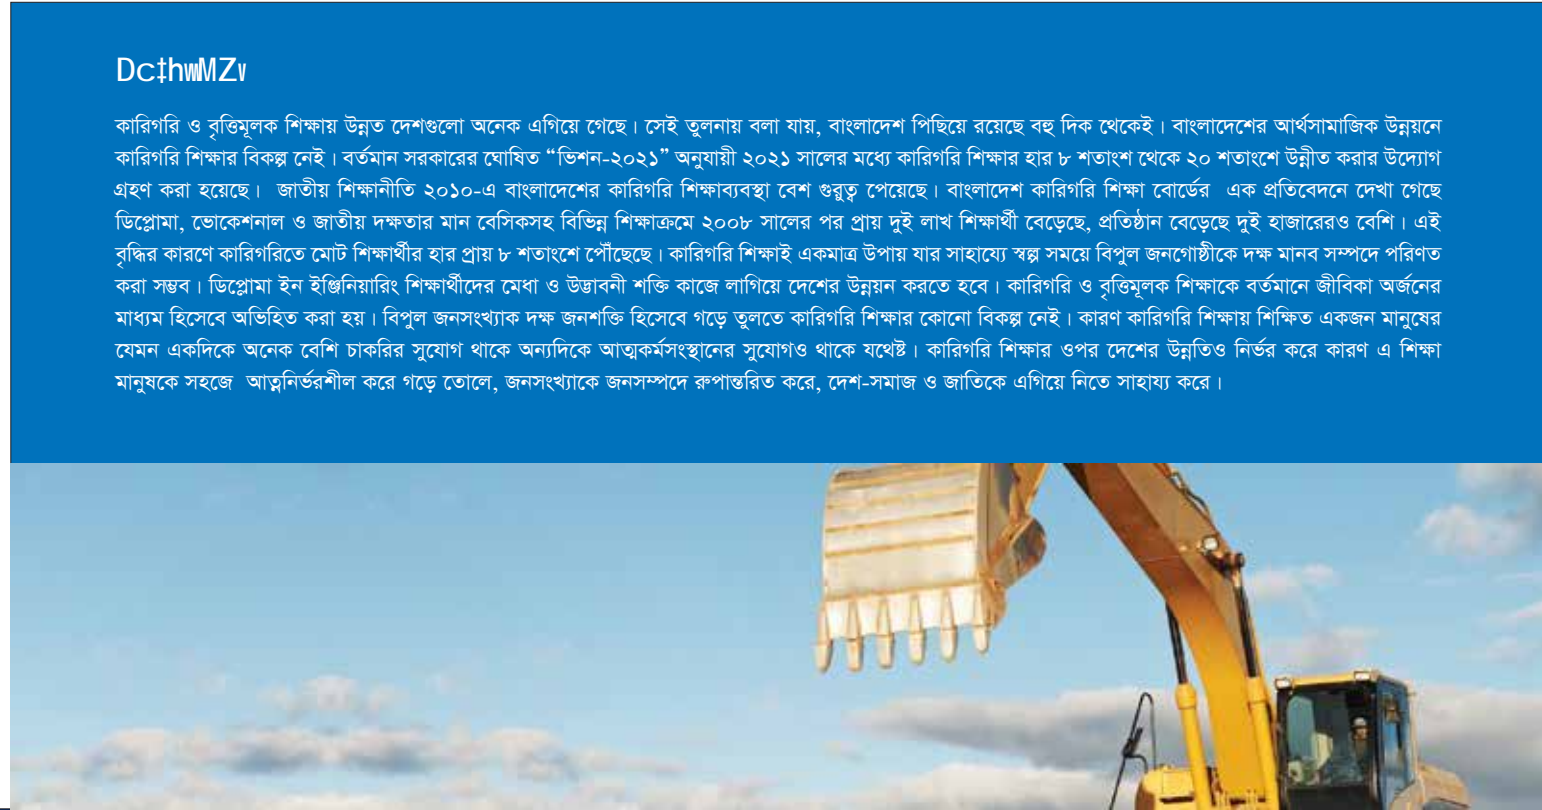 Dc‡hwMZv
কারিগরি ও বৃত্তিমূলক শিক্ষায় উন্নত দেশগুলো অনেক এগিয়ে গেছে। সেই তুলনায় বলা যায়, বাংলাদেশ পিছিয়ে রয়েছে বহু দিক থেকেই। বাংলাদেশের আর্থসামাজিক উন্নয়নে
কারিগরি শিক্ষার বিকল্প নেই। বর্তমান সরকারের ঘোষিত “ভিশন-২০২১” অনুযায়ী ২০২১ সালের মধ্যে কারিগরি শিক্ষার হার ৮ শতাংশ থেকে ২০ শতাংশে উন্নীত করার উদ্যোগ
গ্রহণ করা হয়েছে। জাতীয় শিক্ষানীতি ২০১০-এ বাংলাদেশের কারিগরি শিক্ষাব্যবস্থা বেশ গুরুত্ব পেয়েছে। বাংলাদেশ কারিগরি শিক্ষা বোর্ডের এক প্রতিবেদনে দেখা গেছে
ডিপ্লোমা, ভোকেশনাল ও জাতীয় দক্ষতার মান বেসিকসহ বিভিন্ন শিক্ষাক্রমে ২০০৮ সালের পর প্রায় দুই লাখ শিক্ষার্থী বেড়েছে, প্রতিষ্ঠান বেড়েছে দুই হাজারেরও বেশি। এই
বৃদ্ধির কারণে কারিগরিতে মোট শিক্ষার্থীর হার প্রায় ৮ শতাংশে পৌঁছেছে। কারিগরি শিক্ষাই একমাত্র উপায় যার সাহায্যে স্বল্প সময়ে বিপুল জনগোষ্ঠীকে দক্ষ মানব সম্পদে পরিণত
করা সম্ভব। ডিপ্লোমা ইন ইঞ্জিনিয়ারিং শিক্ষার্থীদের মেধা ও উদ্ভাবনী শক্তি কাজে লাগিয়ে দেশের উন্নয়ন করতে হবে। কারিগরি ও বৃত্তিমূলক শিক্ষাকে বর্তমানে জীবিকা অর্জনের
মাধ্যম হিসেবে অভিহিত করা হয়। বিপুল জনসংখ্যাক দক্ষ জনশক্তি হিসেবে গড়ে তুলতে কারিগরি শিক্ষার কোনো বিকল্প নেই। কারণ কারিগরি শিক্ষায় শিক্ষিত একজন মানুষের
যেমন একদিকে অনেক বেশি চাকরির সুযোগ থাকে অন্যদিকে আত্মকর্মসংস্থানের সুযোগও থাকে যথেষ্ট। কারিগরি শিক্ষার ওপর দেশের উন্নতিও নির্ভর করে কারণ এ শিক্ষা
মানুষকে সহজে আত্ননির্ভরশীল করে গড়ে তোলে, জনসংখ্যাকে জনসম্পদে রুপান্তরিত করে, দেশ-সমাজ ও জাতিকে এগিয়ে নিতে সাহায্য করে।